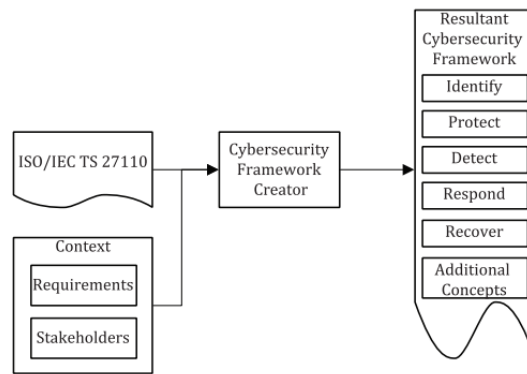 ISO/IEC TS 27110
Context
Requirements
Stakeholders
Cybersecurity
Framework
Creator
Resultant
Cybersecurity
Framework
Identify
Protect
Detect
Respond
Recover
Additional
Concepts